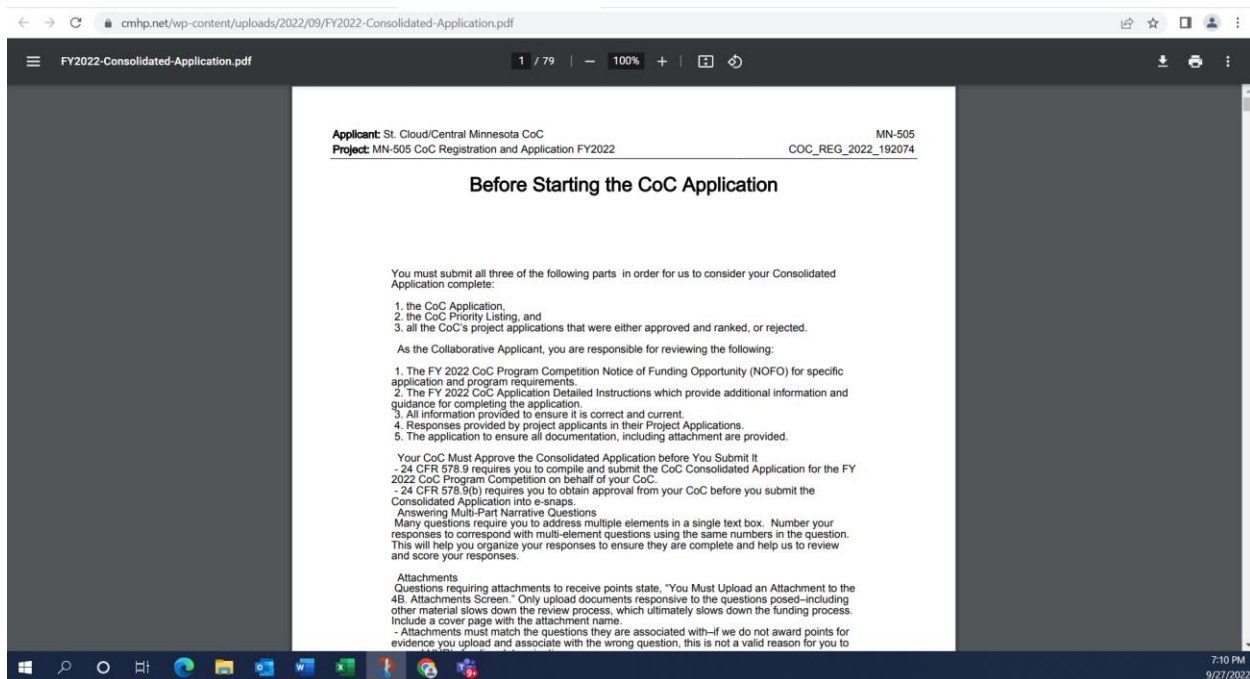 cmhp.net/wp-content/uploads/2022/09/FY2022-Consolidated-Application.pdf
FY2022-Consolidated-Application.pdf
1 / 79 | − 100% + |
Applicant: St. Cloud/Central Minnesota CoC MN-505
Project: MN-505 CoC Registration and Application FY2022 COC_REG_2022_192074
Before Starting the CoC Application
You must submit all three of the following parts in order for us to consider your Consolidated
Application complete:
1. the CoC Application,
2. the CoC Priority Listing, and
3. all the CoC's project applications that were either approved and ranked, or rejected.
As the Collaborative Applicant, you are responsible for reviewing the following:
1. The FY 2022 CoC Program Competition Notice of Funding Opportunity (NOFO) for specific
application and program requirements.
2. The FY 2022 CoC Application Detailed Instructions which provide additional information and
guidance for completing the application.
3. All information provided to ensure it is correct and current.
4. Responses provided by project applicants in their Project Applications.
5. The application to ensure all documentation, including attachment are provided.
Your CoC Must Approve the Consolidated Application before You Submit It
- 24 CFR 578.9 requires you to compile and submit the CoC Consolidated Application for the FY
2022 CoC Program Competition on behalf of your CoC.
- 24 CFR 578.9(b) requires you to obtain approval from your CoC before you submit the
Consolidated Application into e-snaps.
Answering Multi-Part Narrative Questions
Many questions require you to address multiple elements in a single text box. Number your
responses to correspond with multi-element questions using the same numbers in the question.
This will help you organize your responses to ensure they are complete and help us to review
and score your responses.
Attachments
Questions requiring attachments to receive points state, "You Must Upload an Attachment to the
4B. Attachments Screen." Only upload documents responsive to the questions posed–including
other material slows down the review process, which ultimately slows down the funding process.
Include a cover page with the attachment name.
- Attachments must match the questions they are associated with–if we do not award points for
evidence you upload and associate with the wrong question, this is not a valid reason for you to
9+
7:10 PM
9/27/2022